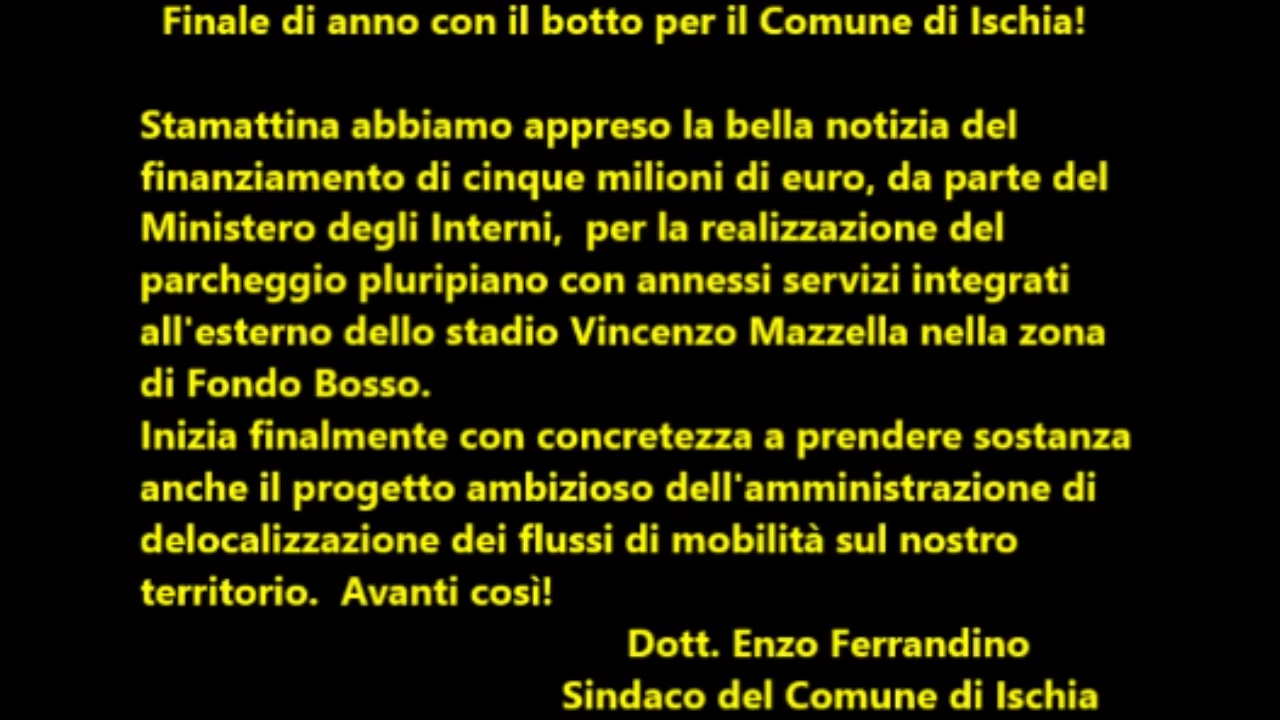 Finale di anno con il botto per il Comune di Ischia!
Stamattina abbiamo appreso la bella notizia del
finanziamento di cinque milioni di euro, da parte del
Ministero degli Interni,  per la realizzazione del
parcheggio pluripiano con annessi servizi integrati
all'esterno dello stadio Vincenzo Mazzella nella zona
di Fondo Bosso.
Inizia finalmente con concretezza a prendere sostanza
anche il progetto ambizioso dell'amministrazione di
delocalizzazione dei flussi di mobilità sul nostro
territorio.  Avanti così!
Dott. Enzo Ferrandino
Sindaco del Comune di Ischia